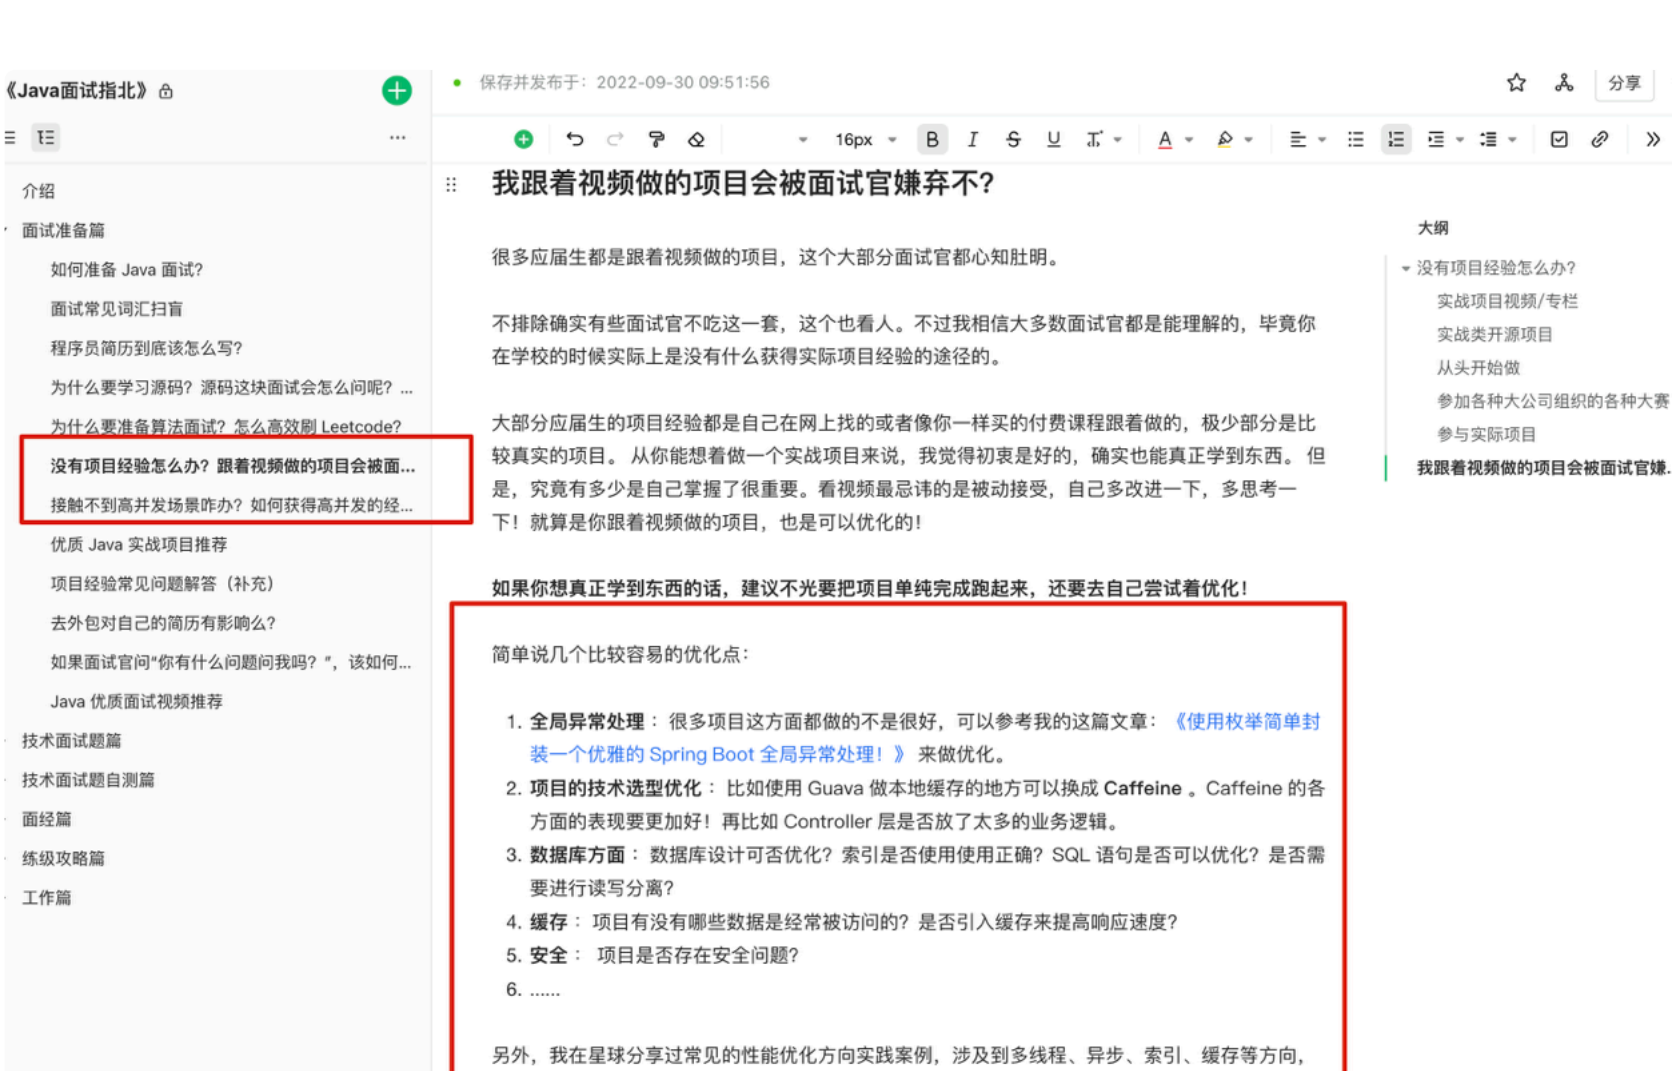 《Java面试指北》
介绍
面试准备篇
如何准备 Java 面试？
面试常见词汇扫盲
程序员简历到底该怎么写？
为什么要学习源码？源码这块面试会怎么问呢？...
为什么要准备算法面试？怎么高效刷 Leetcode？
没有项目经验怎么办？跟着视频做的项目会被面...
接触不到高并发场景咋办？如何获得高并发的经...
优质 Java 实战项目推荐
项目经验常见问题解答（补充）
去外包对自己的简历有影响么？
如果面试官问“你有什么问题问我吗？”，该如何...
Java 优质面试视频推荐
技术面试题篇
技术面试题自测篇
面经篇
练级攻略篇
工作篇
保存并发布于：2022-09-30 09:51:56
分享
16px
我跟着视频做的项目会被面试官嫌弃不？
很多应届生都是跟着视频做的项目，这个大部分面试官都心知肚明。
不排除确实有些面试官不吃这一套，这个也看人。不过我相信大多数面试官都是能理解的，毕竟你
在学校的时候实际上是没有什么获得实际项目经验的途径的。
大部分应届生的项目经验都是自己在网上找的或者像你一样买的付费课程跟着做的，极少部分是比
较真实的项目。 从你能想着做一个实战项目来说，我觉得初衷是好的，确实也能真正学到东西。 但
是，究竟有多少是自己掌握了很重要。看视频最忌讳的是被动接受，自己多改进一下，多思考一
下！就算是你跟着视频做的项目，也是可以优化的！
如果你想真正学到东西的话，建议不光要把项目单纯完成跑起来，还要去自己尝试着优化！
简单说几个比较容易的优化点：
1. 全局异常处理 ：很多项目这方面都做的不是很好，可以参考我的这篇文章：《使用枚举简单封
装一个优雅的 Spring Boot 全局异常处理！》 来做优化。
2. 项目的技术选型优化 ：比如使用 Guava 做本地缓存的地方可以换成 Caffeine 。Caffeine 的各
方面的表现要更加好！再比如 Controller 层是否放了太多的业务逻辑。
3. 数据库方面 ：数据库设计可否优化？索引是否使用使用正确？SQL 语句是否可以优化？是否需
要进行读写分离？
4. 缓存 ：项目有没有哪些数据是经常被访问的？是否引入缓存来提高响应速度？
5. 安全 ： 项目是否存在安全问题？
6. ......
另外，我在星球分享过常见的性能优化方向实践案例，涉及到多线程、异步、索引、缓存等方向，
大纲
没有项目经验怎么办？
实战项目视频/专栏
实战类开源项目
从头开始做
参加各种大公司组织的各种大赛
参与实际项目
我跟着视频做的项目会被面试官嫌.